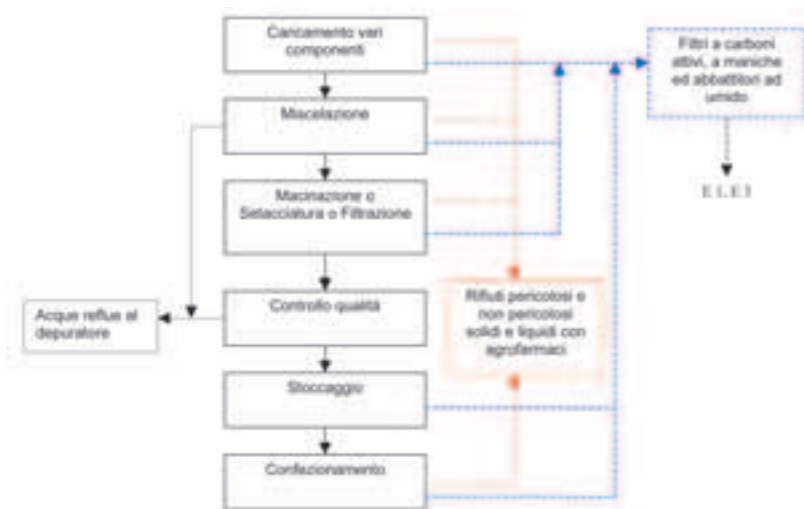 Caricamento vari
componenti
Filtri a carboni
attivi, a maniche
ed abbattitori ad
umido
Miscelazione
Macinazione o
Setacciatura o Filtrazione
Controllo qualità
Acque reflue al
depuratore
Rifiuti pericolosi e
non pericolosi
solidi e liquidi con
agrofarmaci
Stoccaggio
Confezionamento